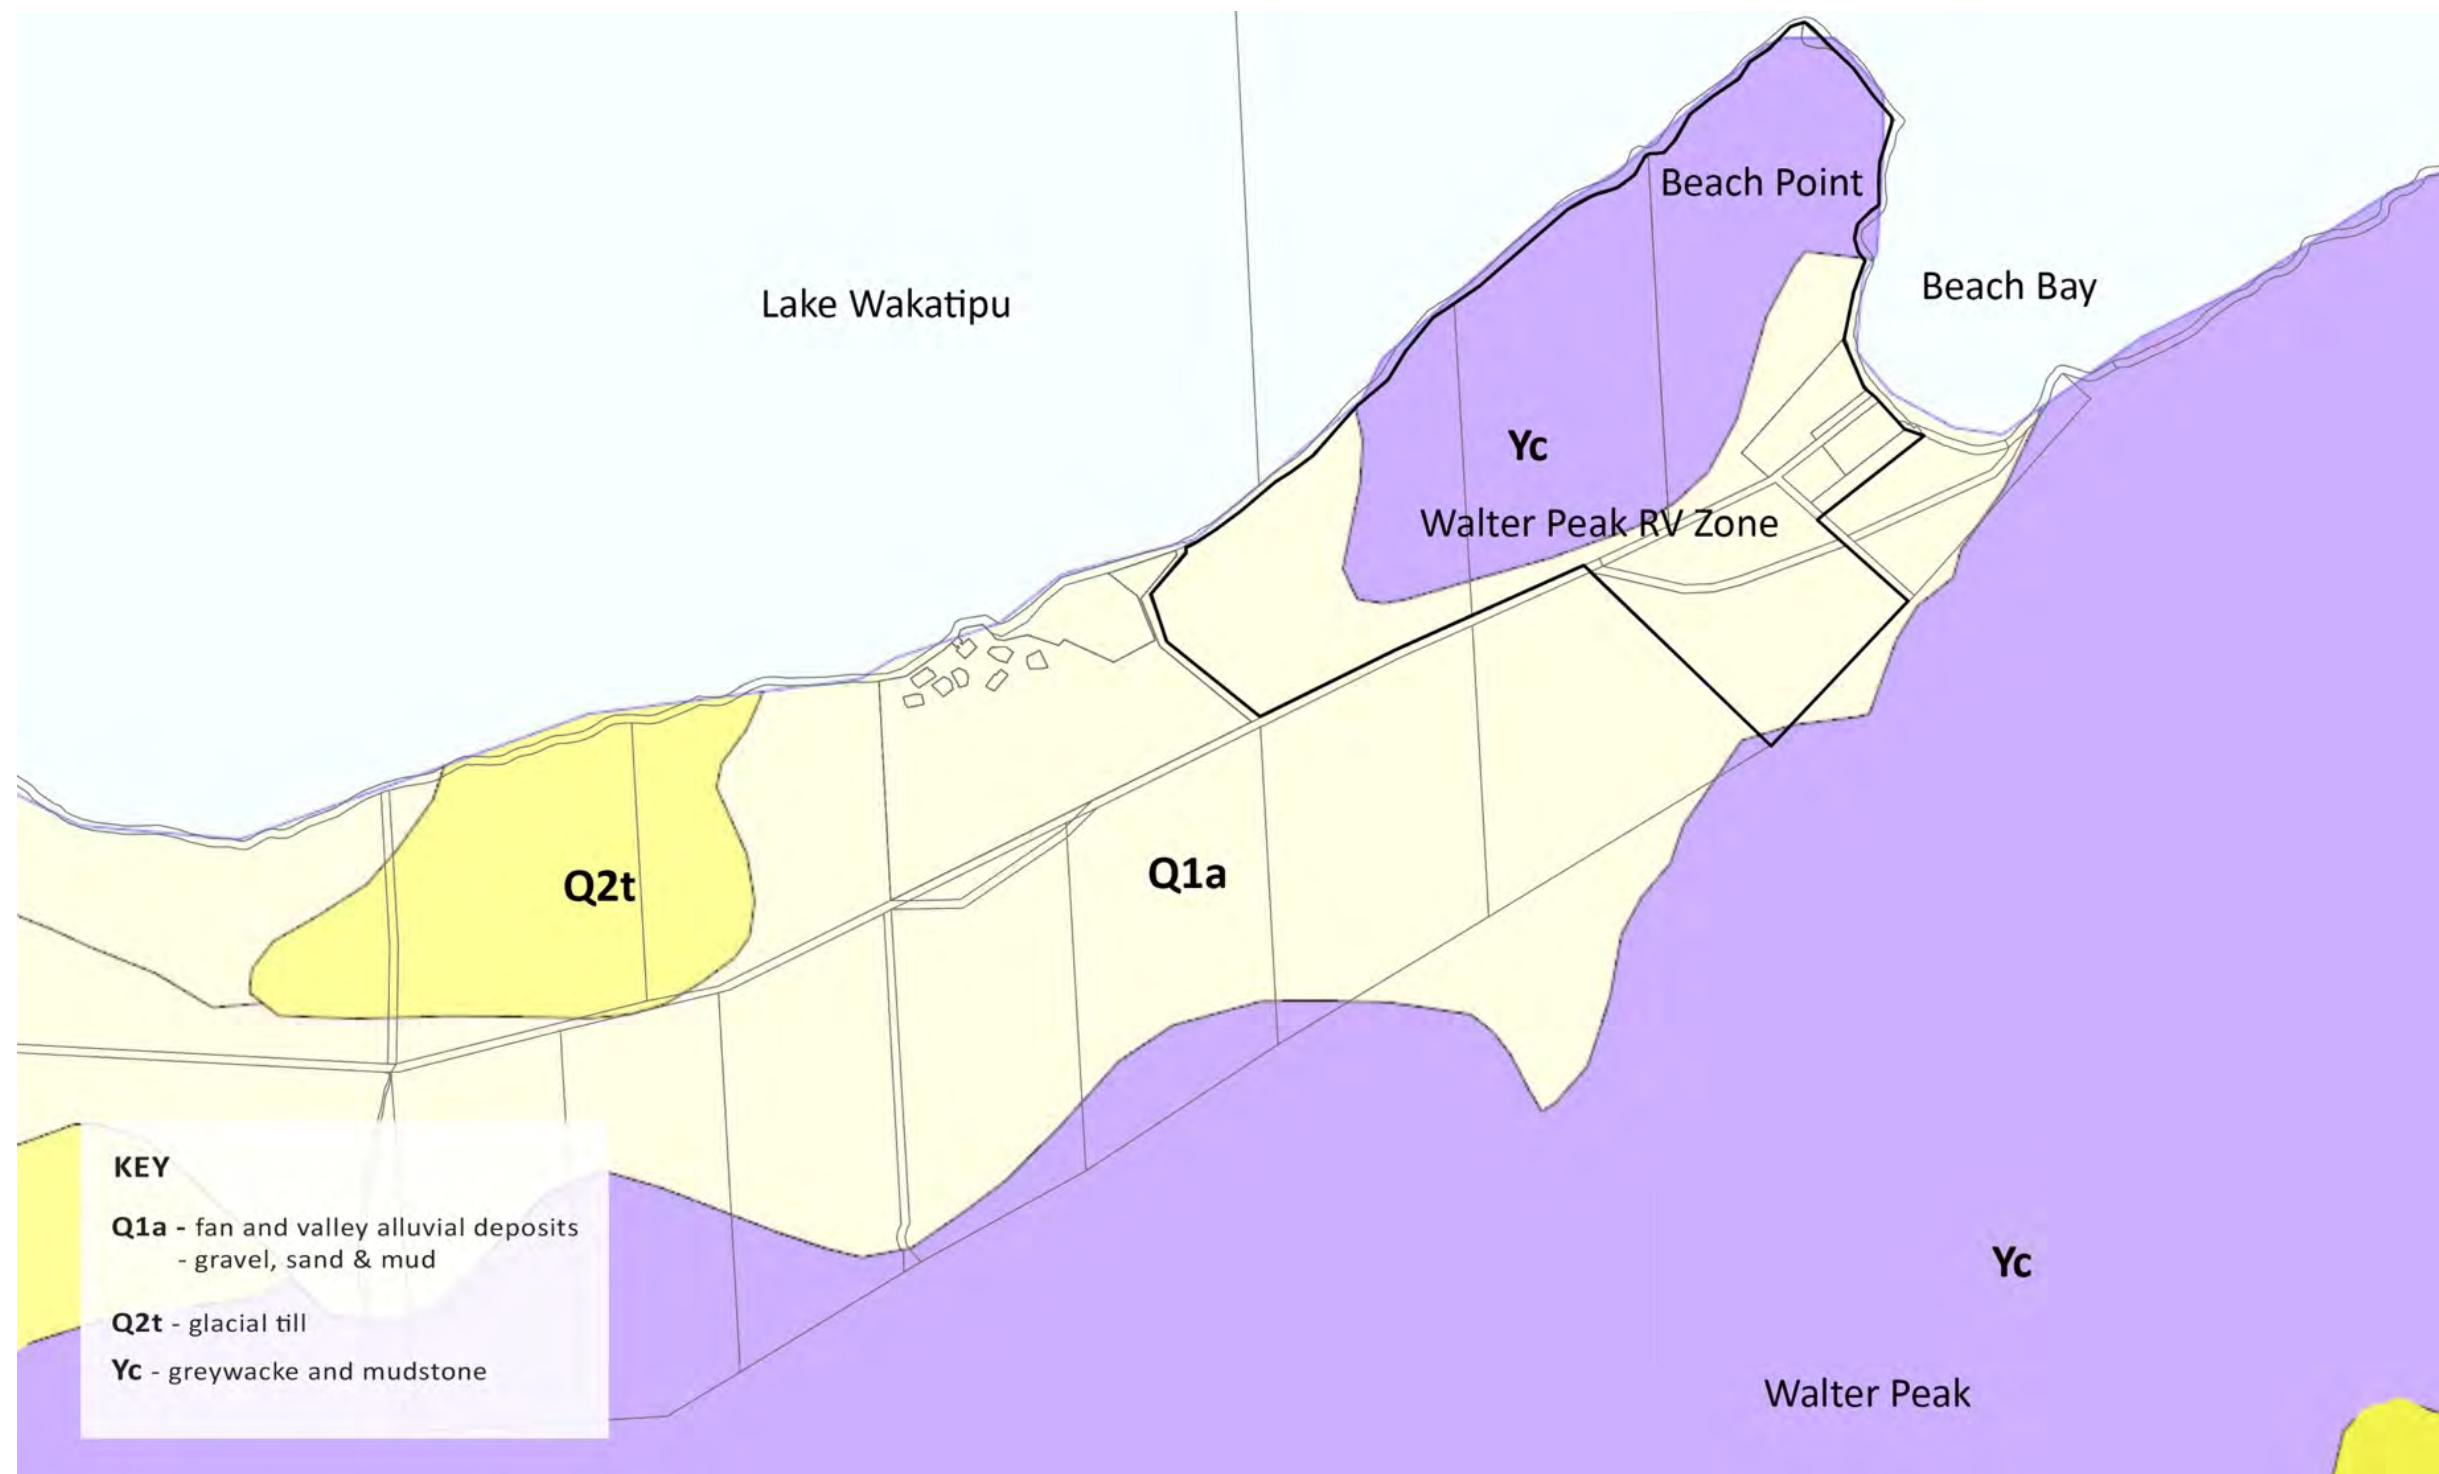 Beach Point
Beach Bay
Lake Wakatipu
Yc
Walter Peak RV Zone
Q2t
Q1a
KEY
Q1a - fan and valley alluvial deposits
- gravel, sand & mud
Q2t - glacial till
Yc - greywacke and mudstone
Yc
Walter Peak